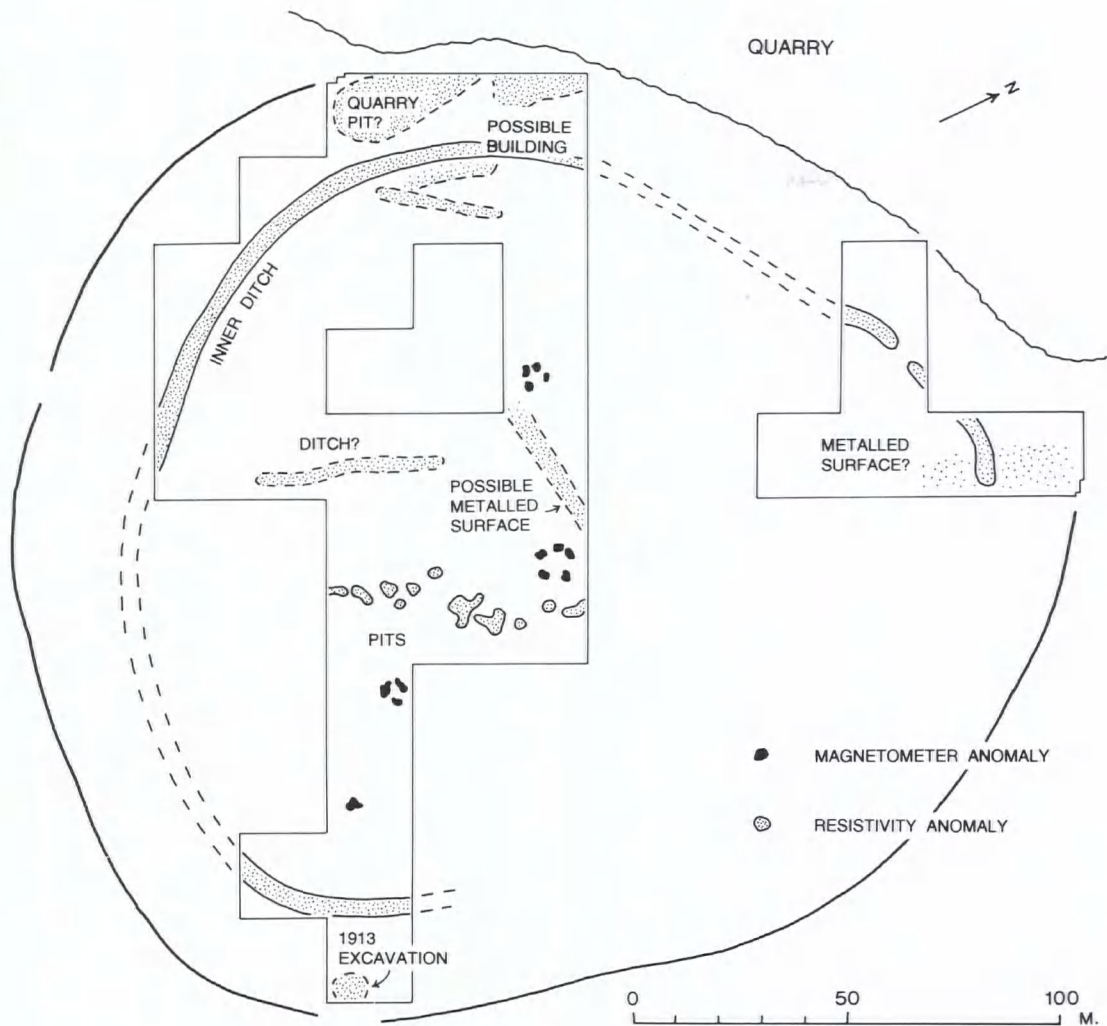 QUARRY
N
QUARRY
PIT?
POSSIBLE
BUILDING
INNER DITCH
DITCH?
METALLED
SURFACE?
POSSIBLE
METALLED
SURFACE
PITS
MAGNETOMETER ANOMALY
RESISTIVITY ANOMALY
1913
EXCAVATION
0 50 100
M.